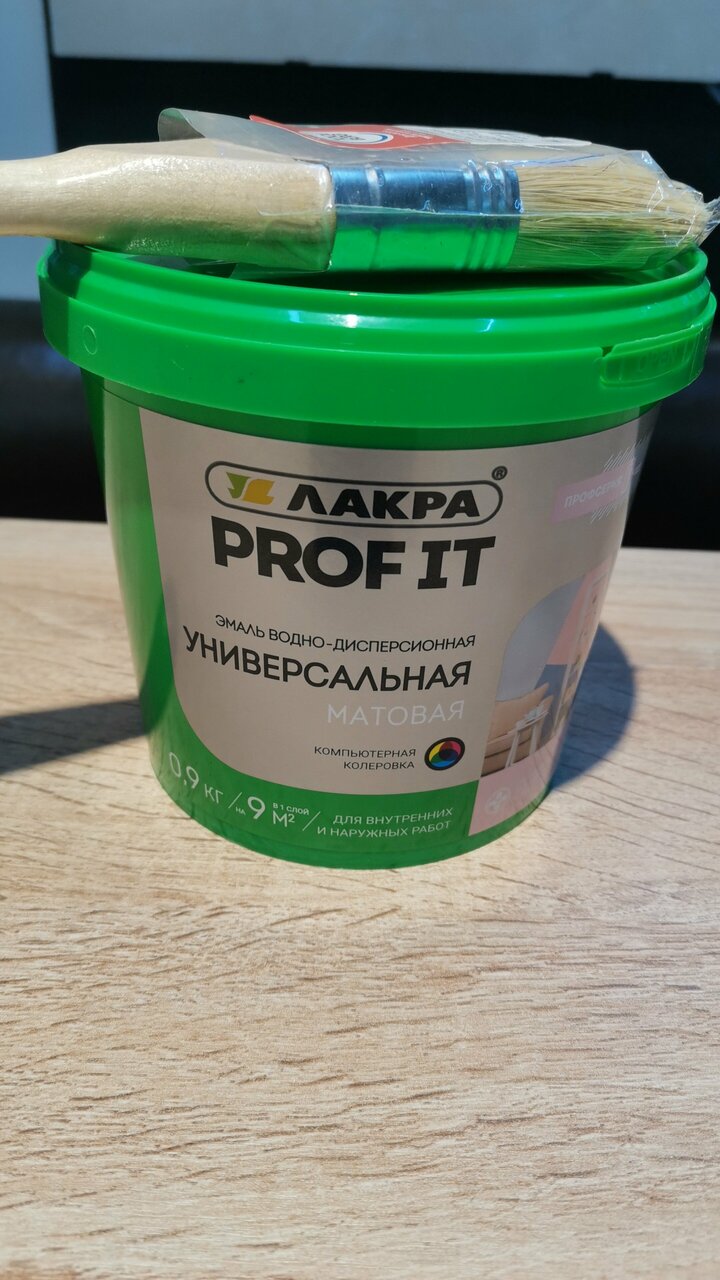 ЛАКРА®
PROF IT
ПРОФСЕРИЯ
ЭМАЛЬ ВОДНО-ДИСПЕРСИОННАЯ
УНИВЕРСАЛЬНАЯ
МАТОВАЯ
КОМПЬЮТЕРНАЯ
КОЛЕРОВКА
0,9 КГ / НА 9 М² В 1 СЛОЙ / ДЛЯ ВНУТРЕННИХ
И НАРУЖНЫХ РАБОТ